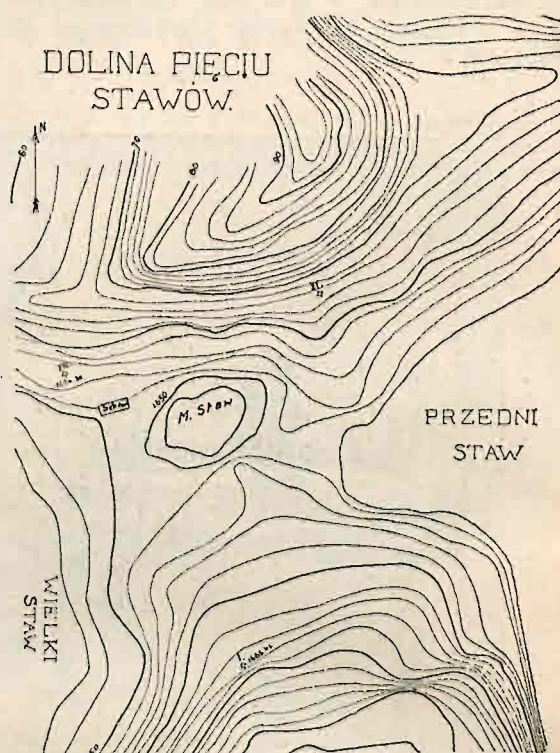 DOLINA PIĘCIU
STAWÓW.
N
60
70
80
90
1650
M. STAW
PRZEDNI
STAW
WIELKI
STAW